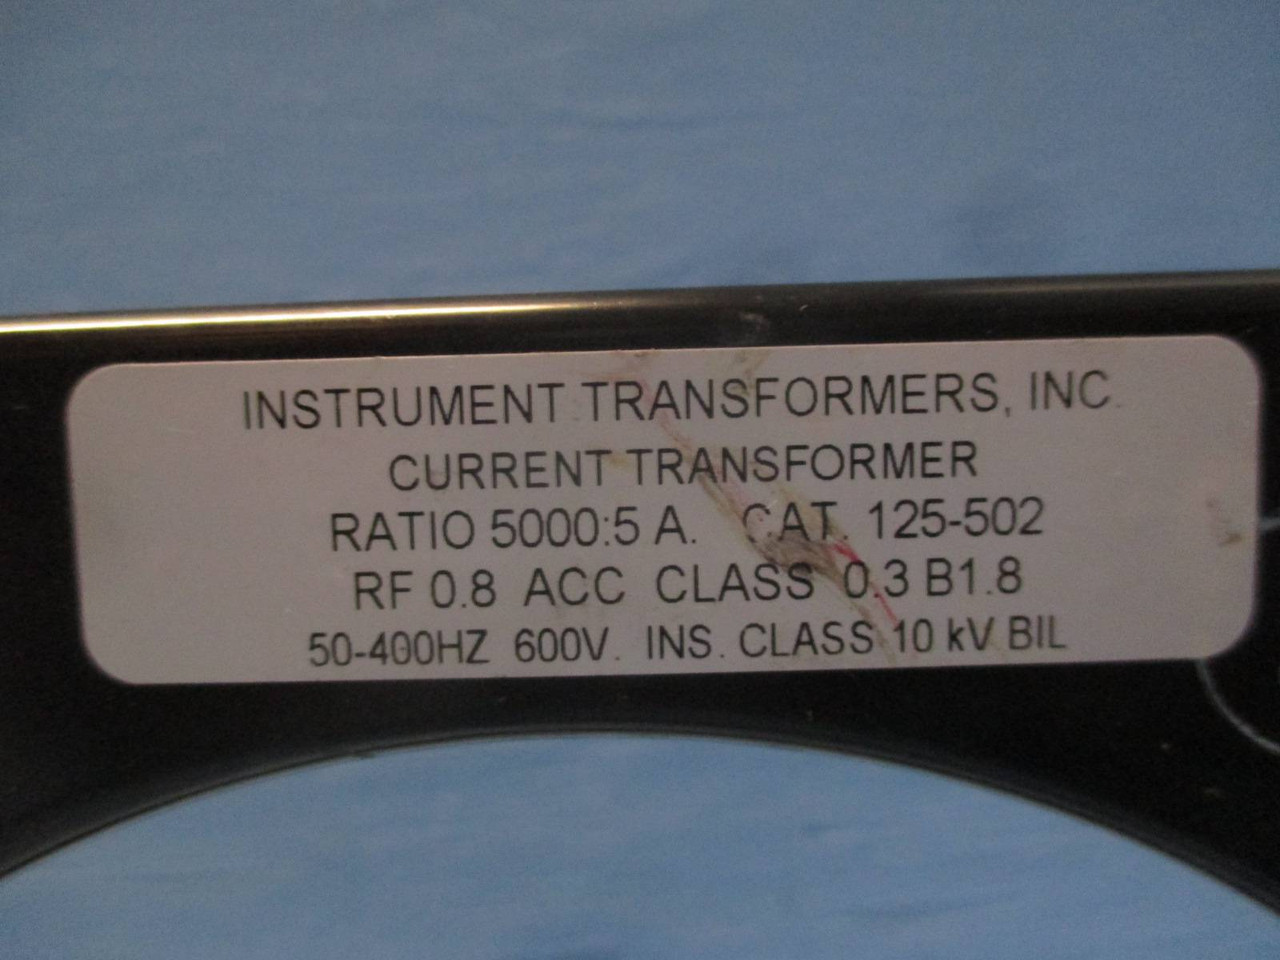 INSTRUMENT TRANSFORMERS, INC.
CURRENT TRANSFORMER
RATIO 5000:5 A. CAT. 125-502
RF 0.8 ACC CLASS 0.3 B1.8
50-400HZ 600V. INS. CLASS 10 kV BIL